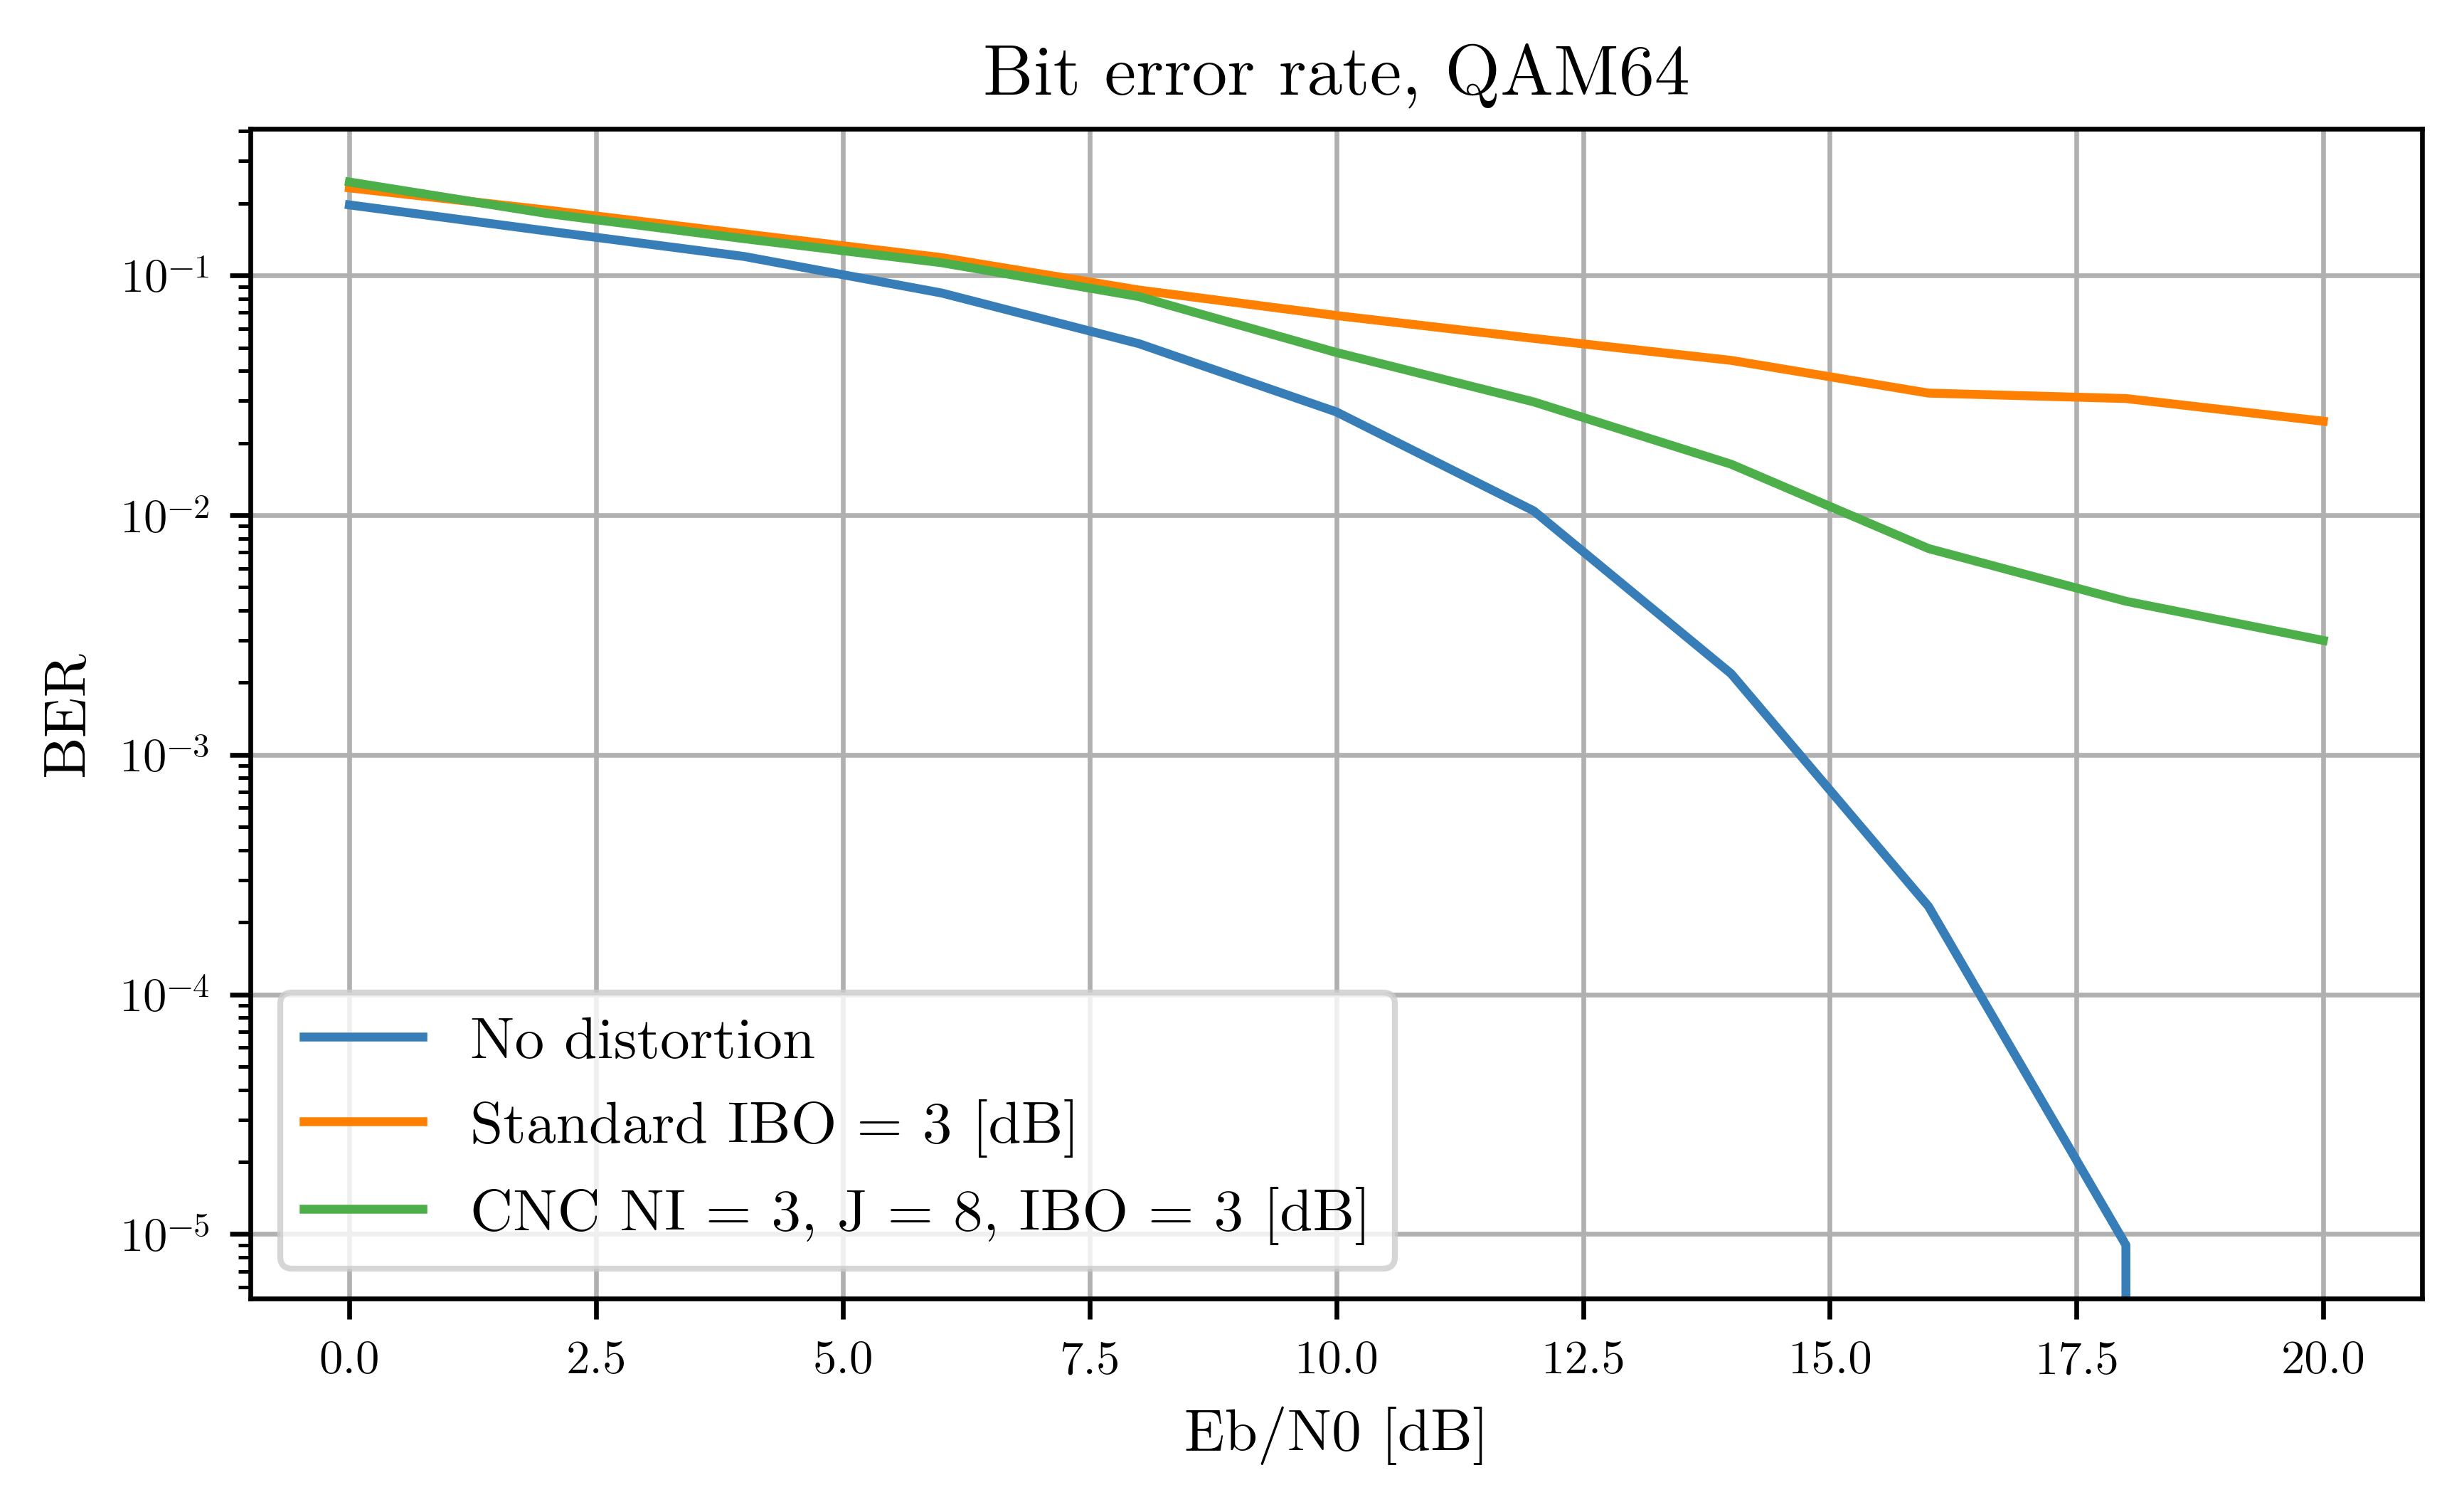 Bit error rate, QAM64
BER
10⁻¹
10⁻²
10⁻³
10⁻⁴
10⁻⁵
No distortion
Standard IBO = 3 [dB]
CNC NI = 3, J = 8, IBO = 3 [dB]
0.0 2.5 5.0 7.5 10.0 12.5 15.0 17.5 20.0
Eb/N0 [dB]